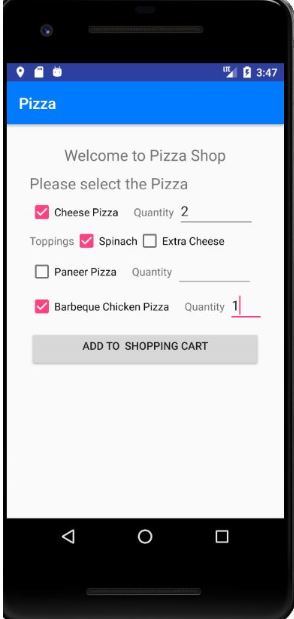 LTE 3:47
Pizza
Welcome to Pizza Shop
Please select the Pizza
Cheese Pizza Quantity 2
Toppings Spinach Extra Cheese
Paneer Pizza Quantity
Barbeque Chicken Pizza Quantity 1
ADD TO SHOPPING CART